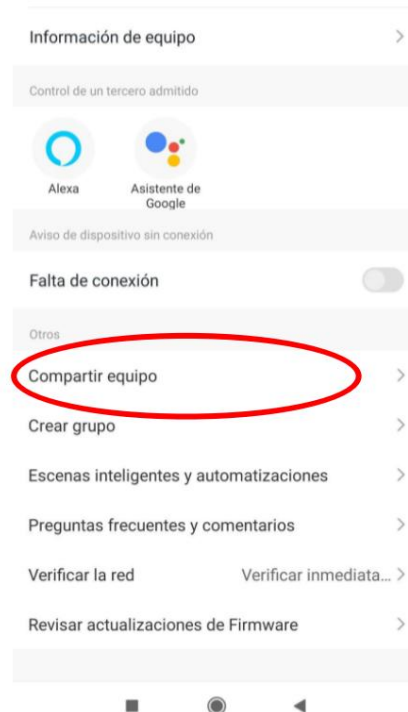 Información de equipo
Control de un tercero admitido
Alexa
Asistente de
Google
Aviso de dispositivo sin conexión
Falta de conexión
Otros
Compartir equipo
Crear grupo
Escenas inteligentes y automatizaciones
Preguntas frecuentes y comentarios
Verificar la red Verificar inmediata...
Revisar actualizaciones de Firmware